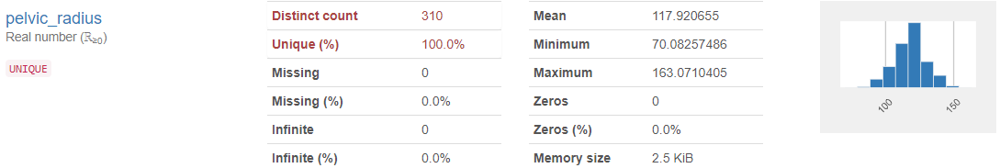 pelvic_radius
Real number (ℝ≥0)
UNIQUE
Distinct count 310
Unique (%) 100.0%
Missing 0
Missing (%) 0.0%
Infinite 0
Infinite (%) 0.0%
Mean 117.920655
Minimum 70.08257486
Maximum 163.0710405
Zeros 0
Zeros (%) 0.0%
Memory size 2.5 KiB
100
150